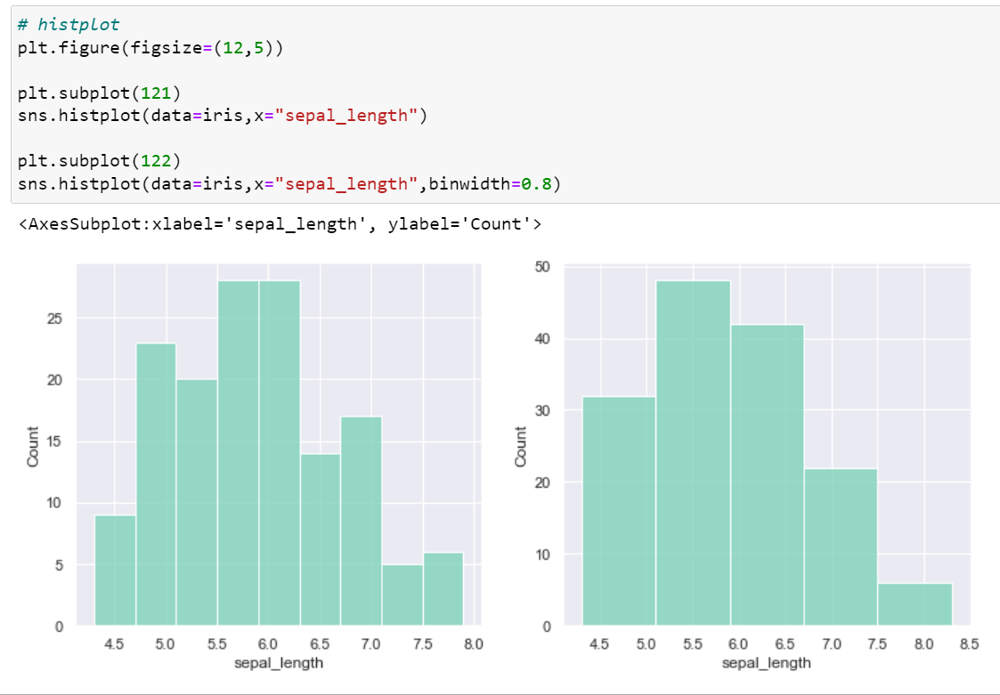 # histplot
plt.figure(figsize=(12,5))
plt.subplot(121)
sns.histplot(data=iris,x="sepal_length")
plt.subplot(122)
sns.histplot(data=iris,x="sepal_length",binwidth=0.8)
<AxesSubplot:xlabel='sepal_length', ylabel='Count'>
25
20
15
10
5
0
Count
4.5 5.0 5.5 6.0 6.5 7.0 7.5 8.0
sepal_length
50
40
30
20
10
0
Count
4.5 5.0 5.5 6.0 6.5 7.0 7.5 8.0 8.5
sepal_length